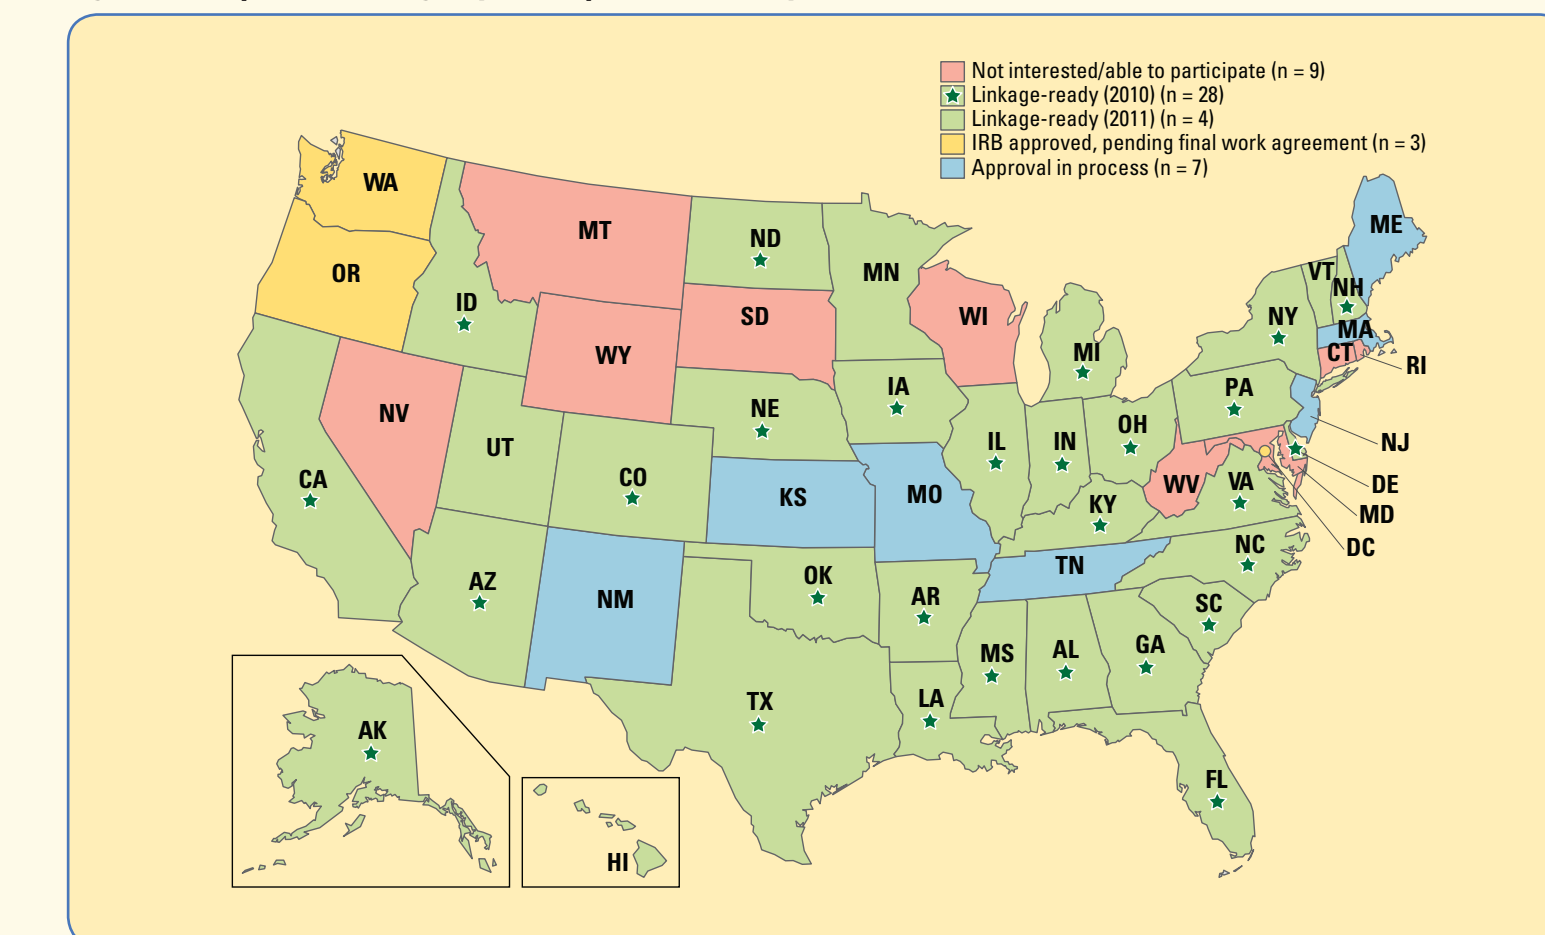 Not interested/able to participate (n = 9)
Linkage-ready (2010) (n = 28)
Linkage-ready (2011) (n = 4)
IRB approved, pending final work agreement (n = 3)
Approval in process (n = 7)
WA
MT
ND
MN
ME
VT
NH
OR
ID
SD
WI
NY
MA
WY
MI
CT
RI
NV
NE
IA
PA
UT
CO
IL
IN
OH
NJ
CA
KS
MO
WV
VA
DE
KY
MD
DC
AZ
NM
OK
AR
TN
NC
SC
TX
LA
MS
AL
GA
AK
FL
HI